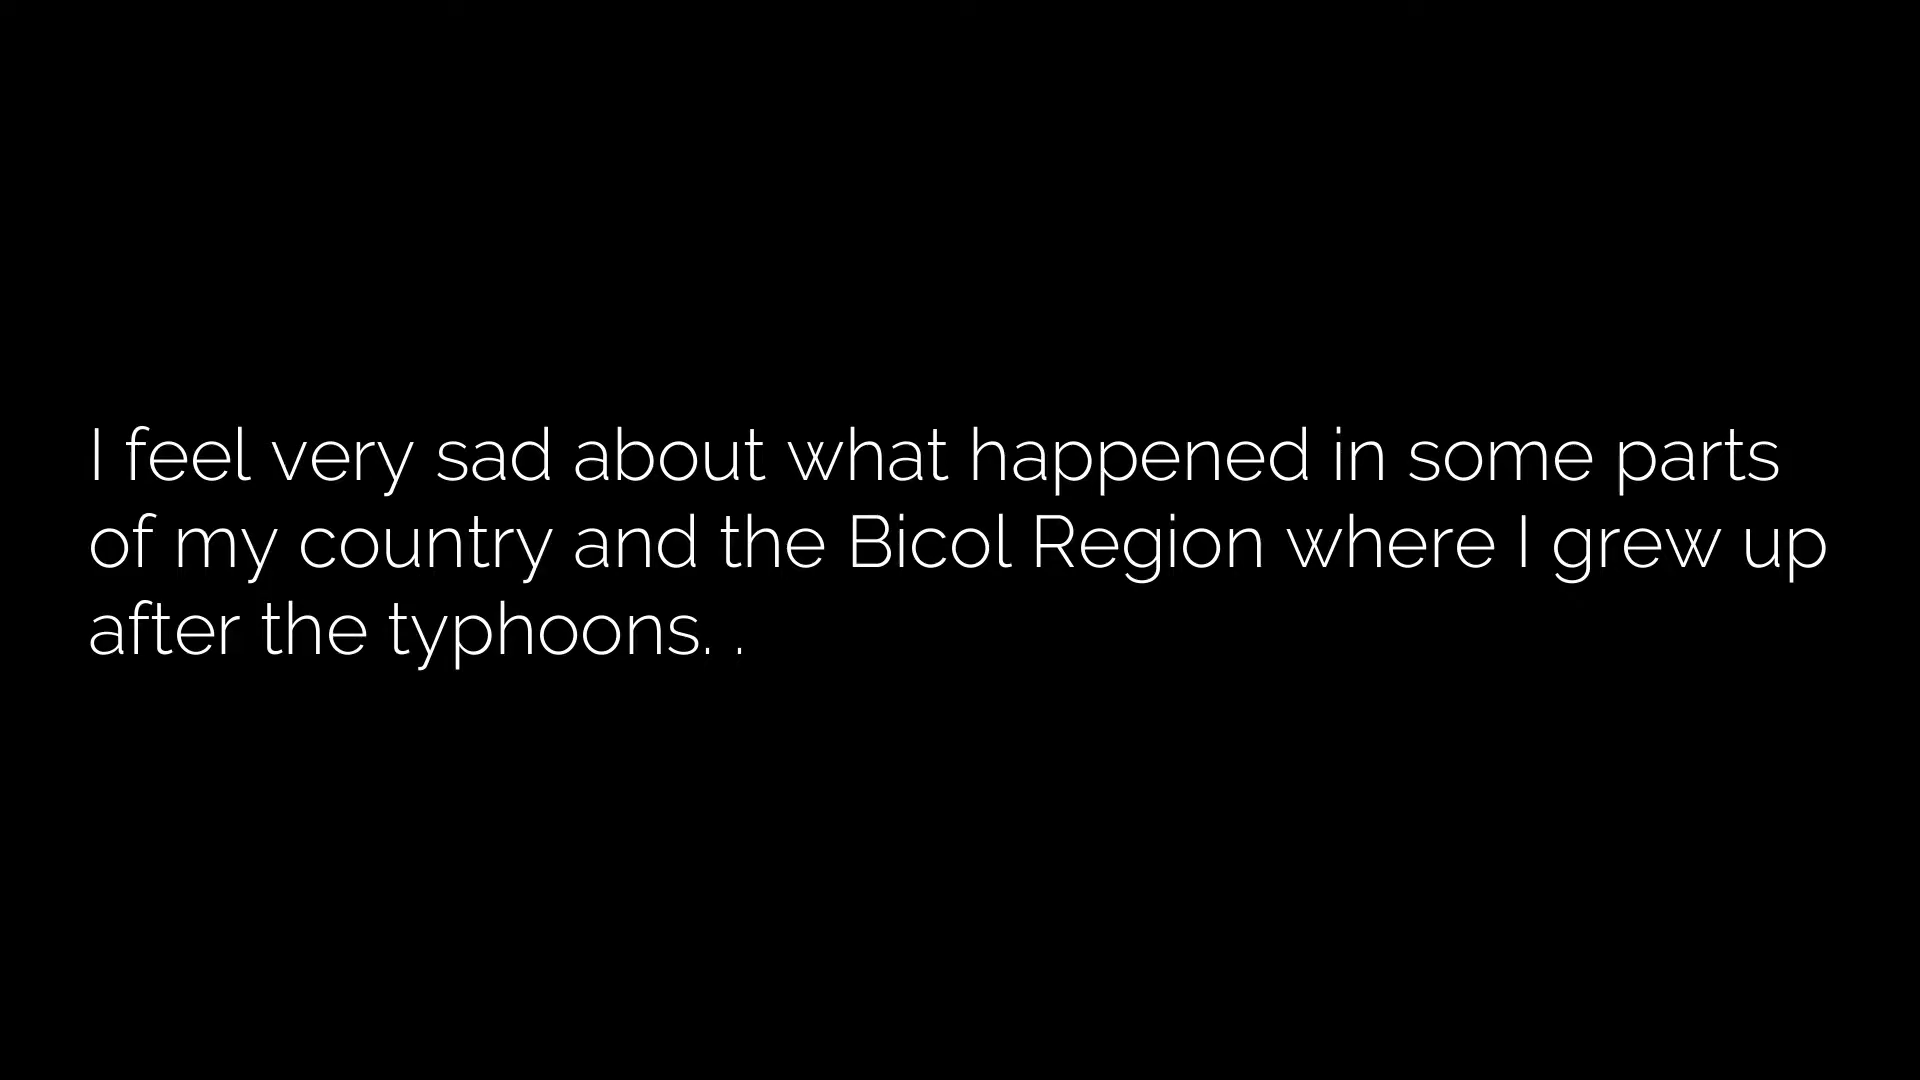 I feel very sad about what happened in some parts
of my country and the Bicol Region where I grew up
after the typhoons. .